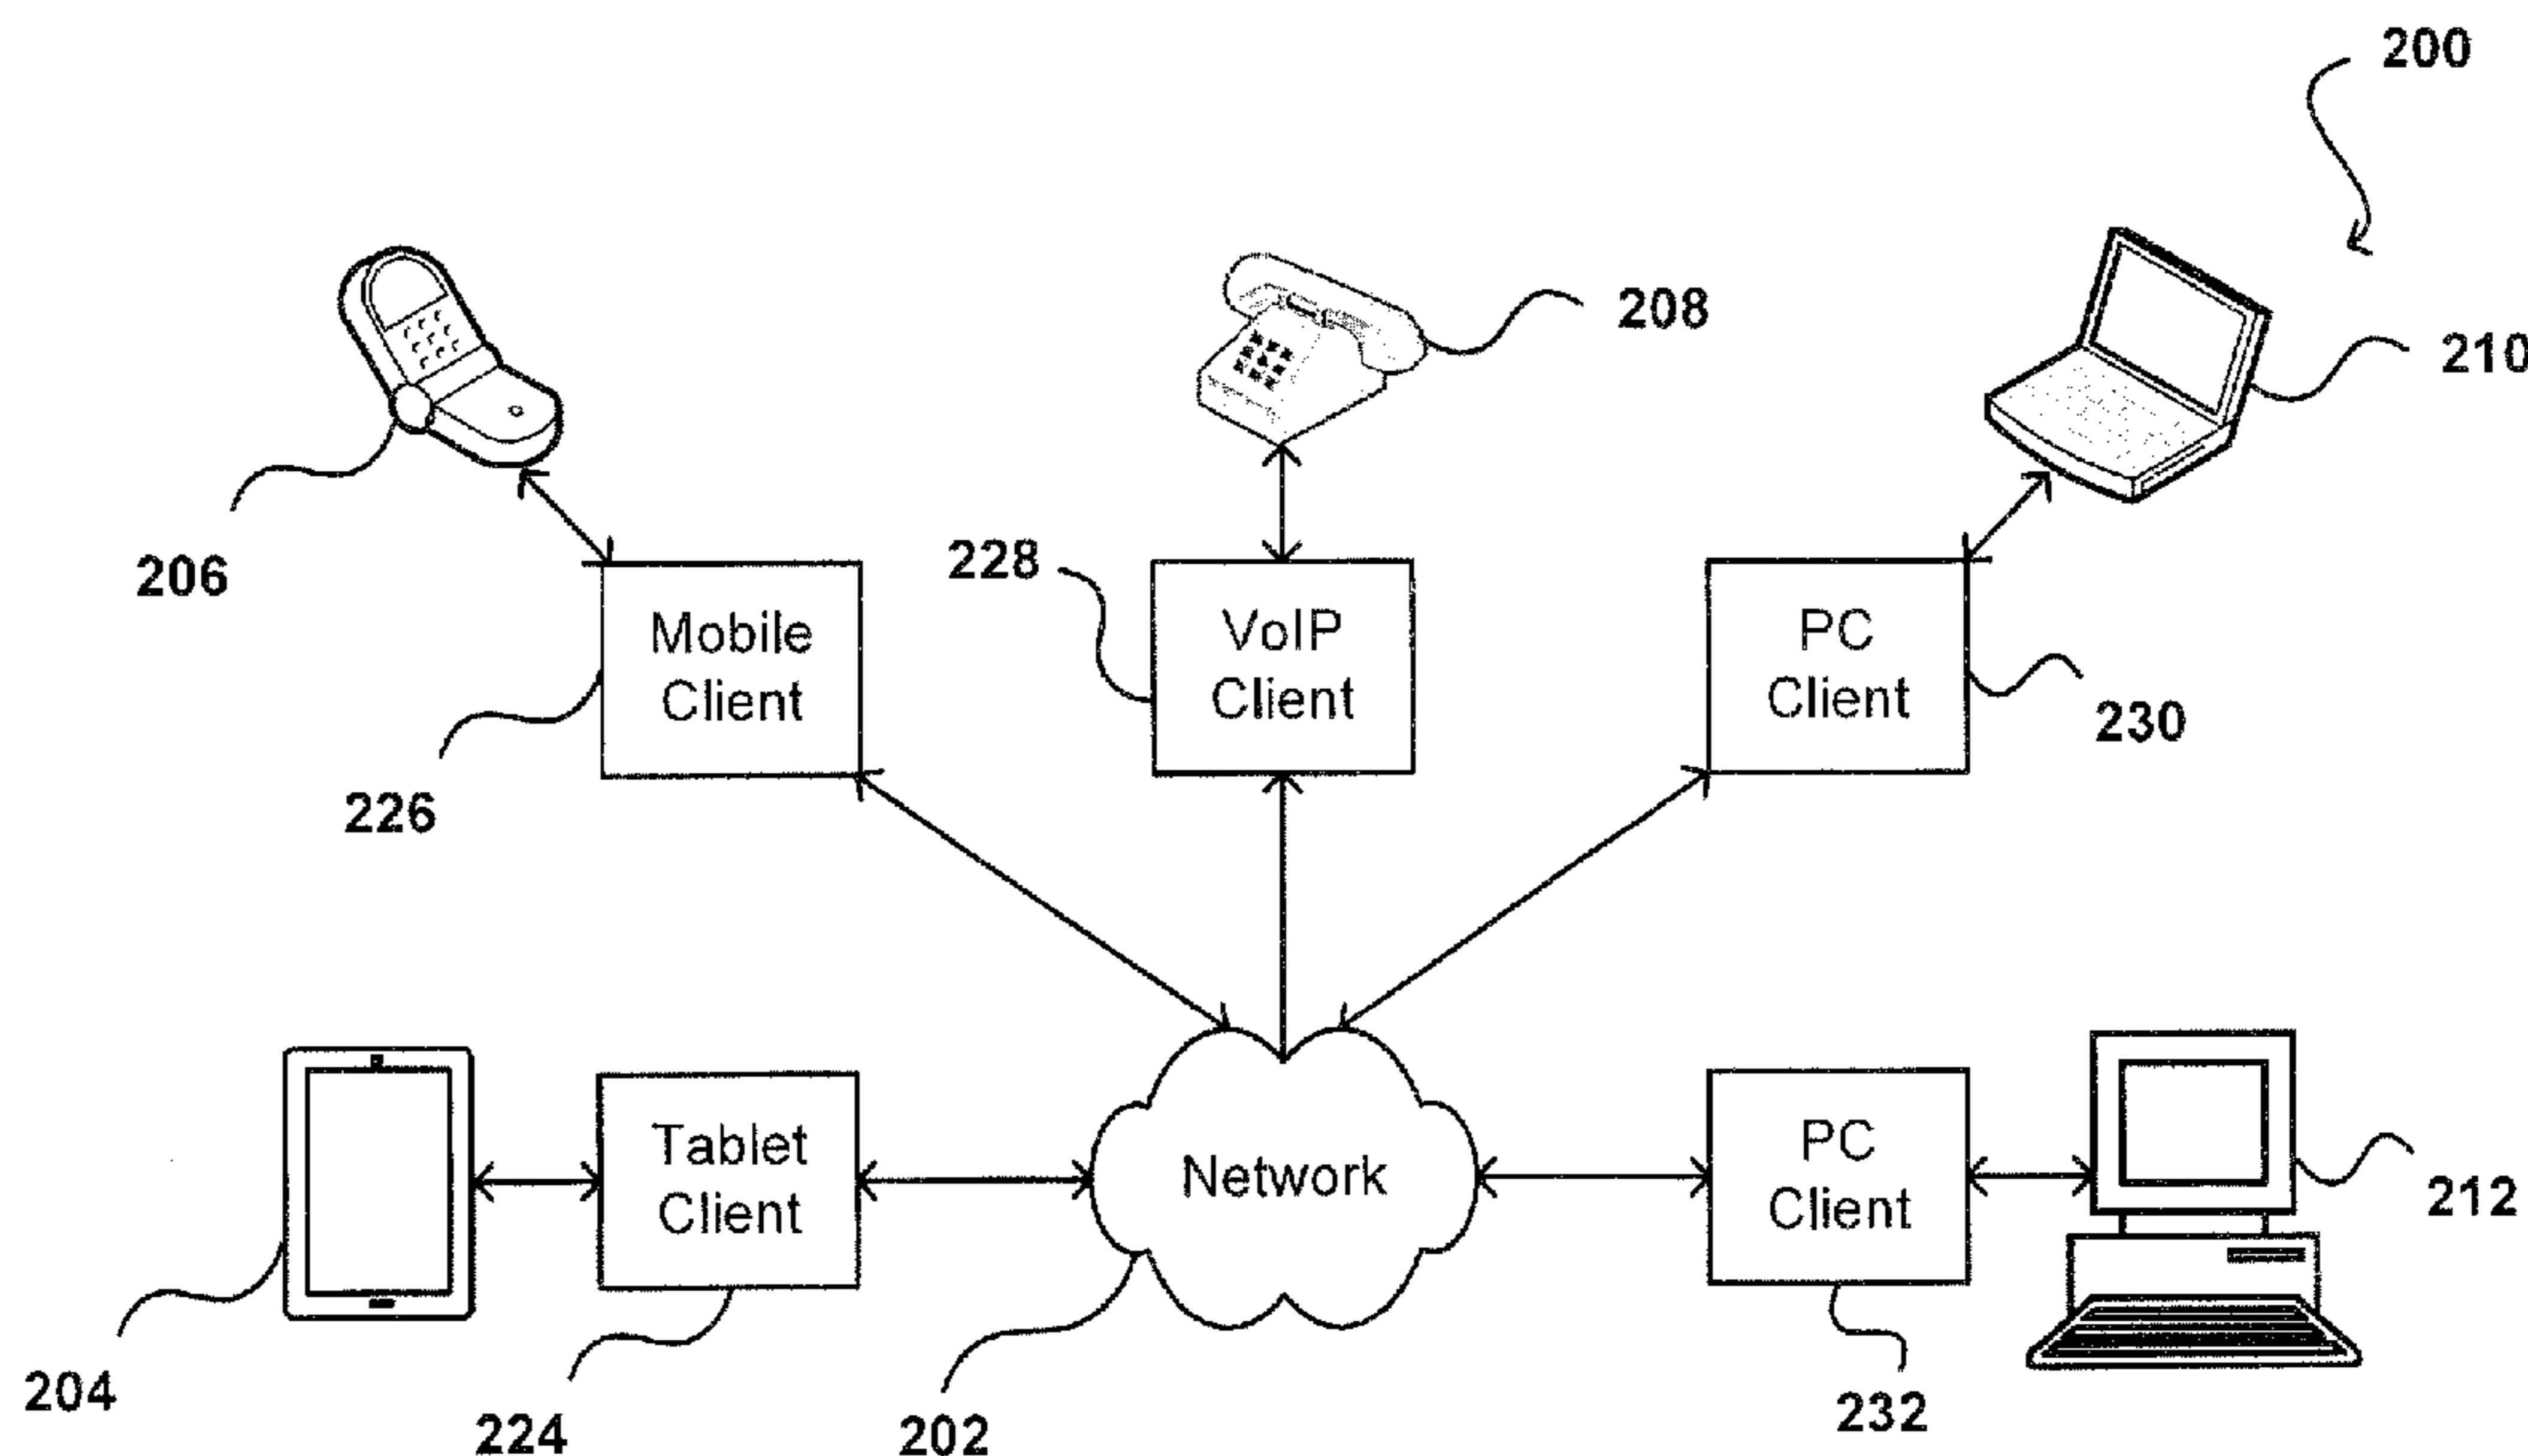 200
208
210
206
228
Mobile
Client
VoIP
Client
PC
Client
230
226
Tablet
Client
Network
PC
Client
212
204
224
202
232